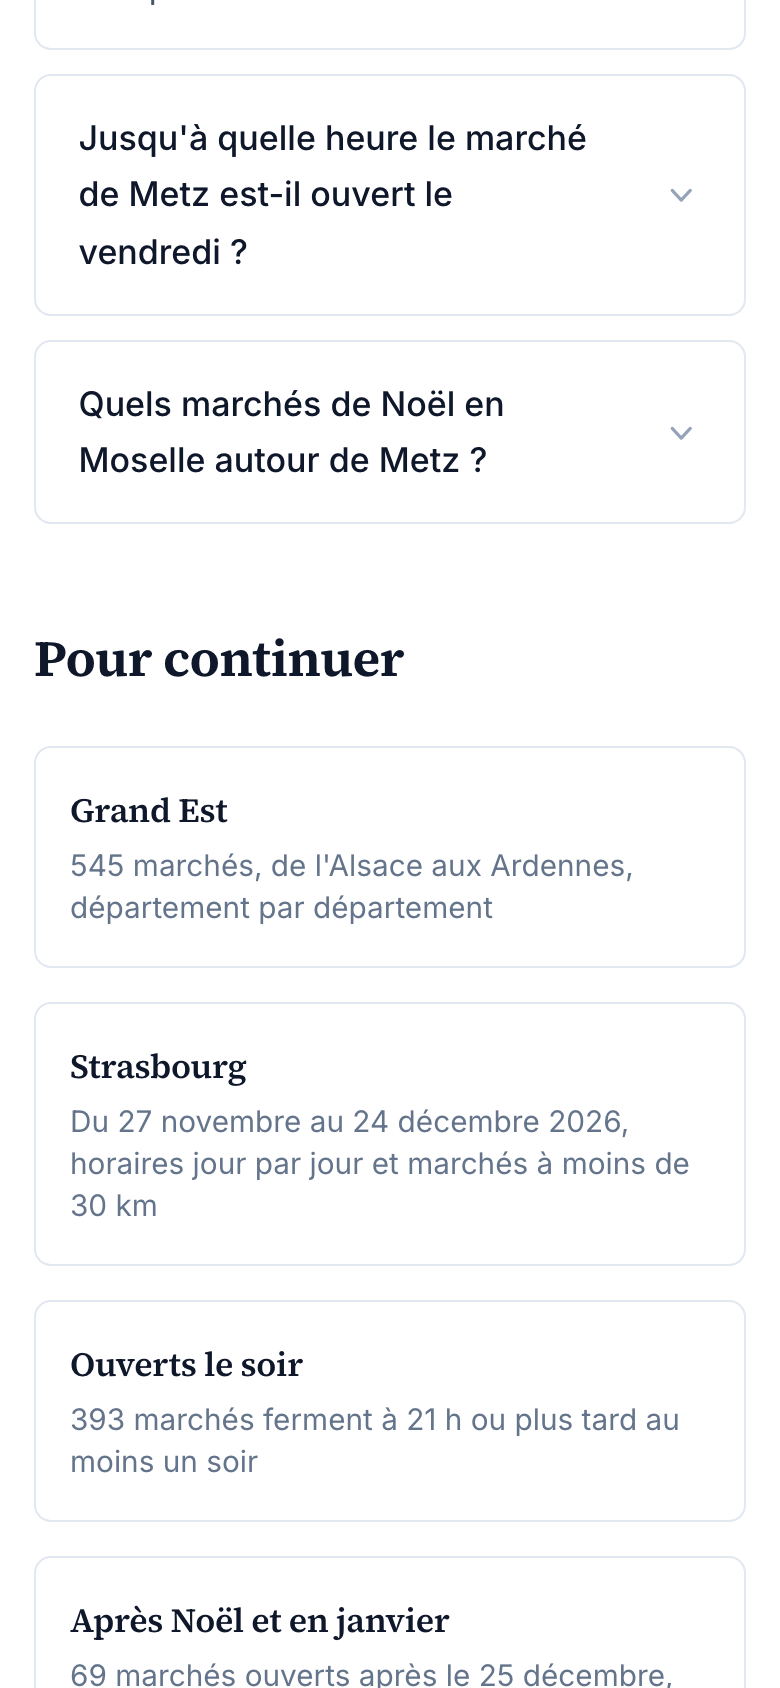 Jusqu'à quelle heure le marché
de Metz est-il ouvert le
vendredi ?
Quels marchés de Noël en
Moselle autour de Metz ?
Pour continuer
Grand Est
545 marchés, de l'Alsace aux Ardennes,
département par département
Strasbourg
Du 27 novembre au 24 décembre 2026,
horaires jour par jour et marchés à moins de
30 km
Ouverts le soir
393 marchés ferment à 21 h ou plus tard au
moins un soir
Après Noël et en janvier
69 marchés ouverts après le 25 décembre,